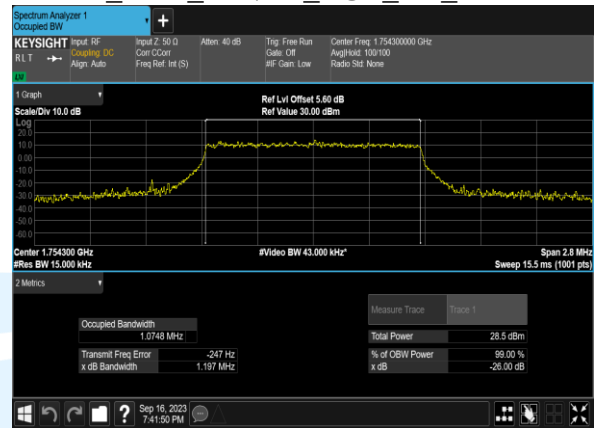 Spectrum Analyzer 1
Occupied BW
KEYSIGHT
R L T
LV
Input: RF
Coupling: DC
Align: Auto
Input Z: 50 Ω
Corr CCorr
Freq Ref: Int (S)
Atten: 40 dB
Trig: Free Run
Gate: Off
#IF Gain: Low
Center Freq: 1.754300000 GHz
Avg|Hold: 100/100
Radio Std: None
1 Graph
Scale/Div 10.0 dB
Ref Lvl Offset 5.60 dB
Ref Value 30.00 dBm
Log
20.0
10.0
0.00
-10.0
-20.0
-30.0
-40.0
-50.0
-60.0
Center 1.754300 GHz
#Res BW 15.000 kHz
#Video BW 43.000 kHz*
Span 2.8 MHz
Sweep 15.5 ms (1001 pts)
2 Metrics
Measure Trace
Trace 1
Occupied Bandwidth
1.0748 MHz
Total Power
28.5 dBm
Transmit Freq Error
-247 Hz
% of OBW Power
99.00 %
x dB Bandwidth
1.197 MHz
x dB
-26.00 dB
Sep 16, 2023
7:41:50 PM